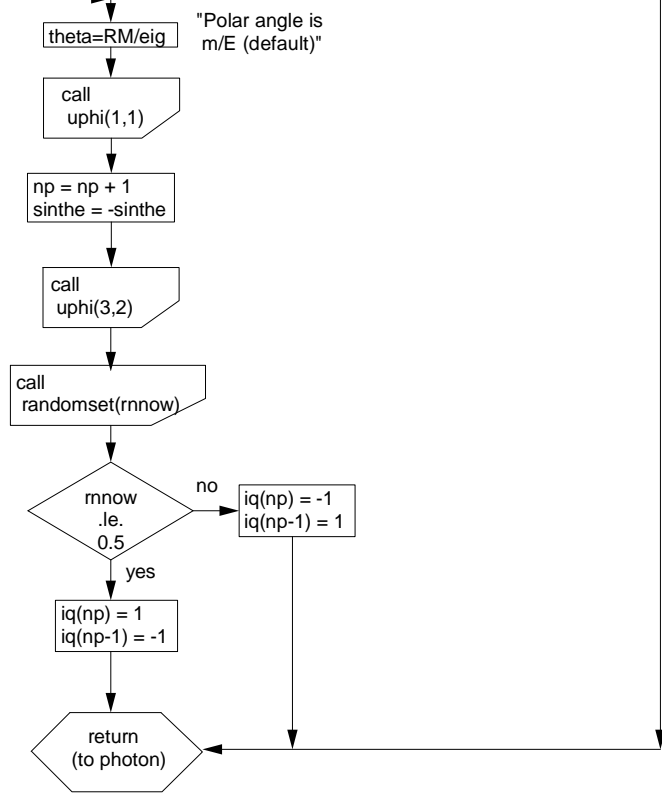 theta=RM/eig
"Polar angle is
m/E (default)"
call
uphi(1,1)
np = np + 1
sinthe = -sinthe
call
uphi(3,2)
call
randomset(rnnow)
rnnow
.le.
0.5
no
iq(np) = -1
iq(np-1) = 1
yes
iq(np) = 1
iq(np-1) = -1
return
(to photon)